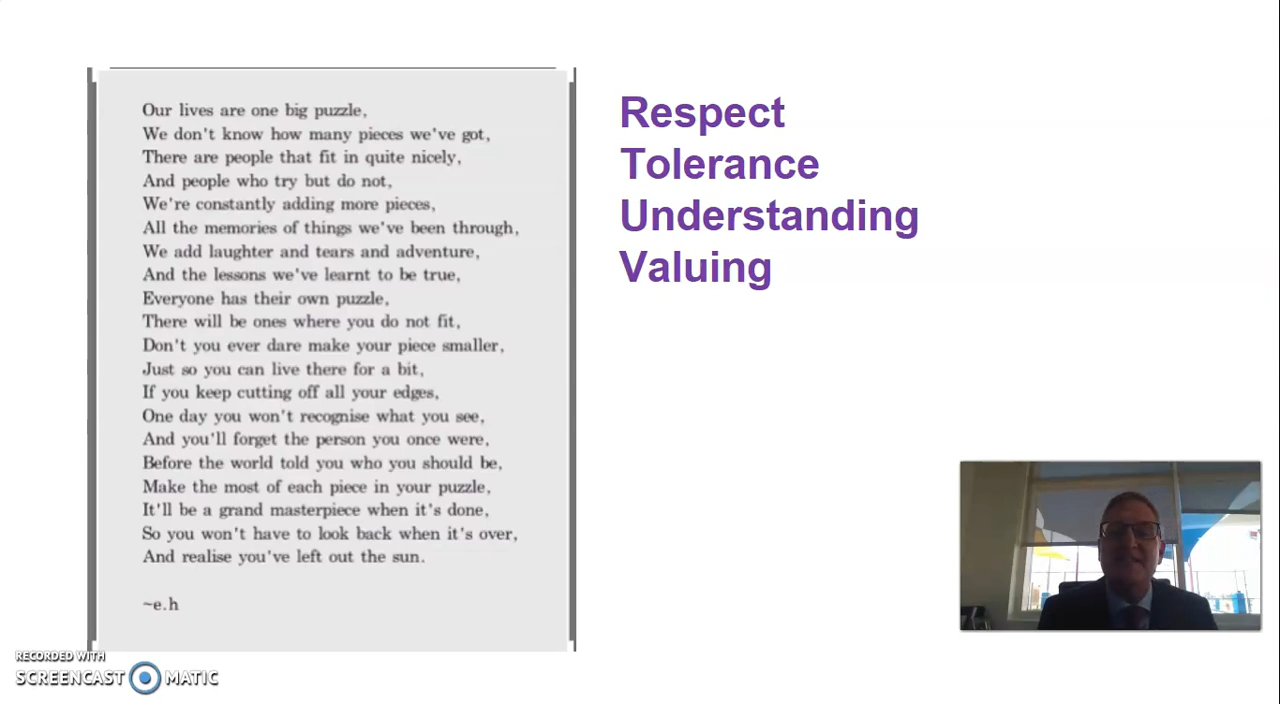 Our lives are one big puzzle,
We don't know how many pieces we've got,
There are people that fit in quite nicely,
And people who try but do not,
We're constantly adding more pieces,
All the memories of things we've been through,
We add laughter and tears and adventure,
And the lessons we've learnt to be true,
Everyone has their own puzzle,
There will be ones where you do not fit,
Don't you ever dare make your piece smaller,
Just so you can live there for a bit,
If you keep cutting off all your edges,
One day you won't recognise what you see,
And you'll forget the person you once were,
Before the world told you who you should be,
Make the most of each piece in your puzzle,
It'll be a grand masterpiece when it's done,
So you won't have to look back when it's over,
And realise you've left out the sun.
~e.h
Respect
Tolerance
Understanding
Valuing
RECORDED WITH
SCREENCAST MATIC